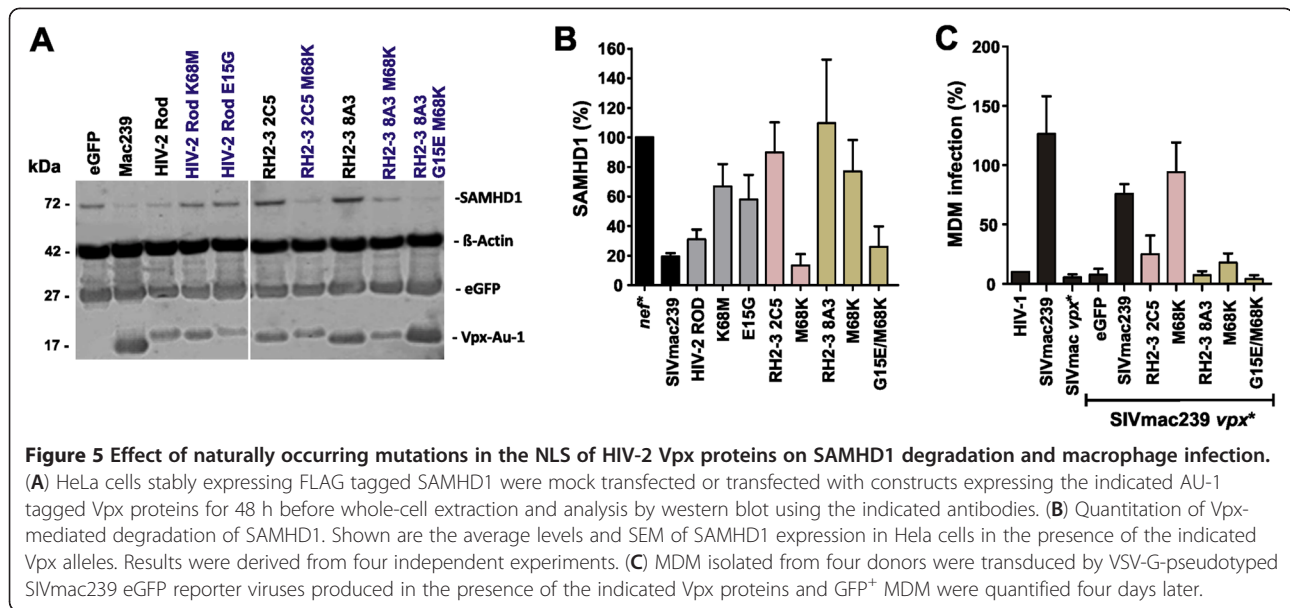 A
eGFP
Mac239
HIV-2 Rod
HIV-2 Rod K68M
HIV-2 Rod E15G
RH2-3 2C5
RH2-3 2C5 M68K
RH2-3 8A3
RH2-3 8A3 M68K
RH2-3 8A3
G15E M68K
kDa
72 -
42 -
27 -
17 -
-SAMHD1
- ß-Actin
- eGFP
- Vpx-Au-1
B
SAMHD1 (%)
160
140
120
100
80
60
40
20
0
nef*
SIVmac239
HIV-2 ROD
K68M
E15G
RH2-3 2C5
M68K
RH2-3 8A3
M68K
G15E/M68K
C
MDM infection (%)
200
150
100
50
0
HIV-1
SIVmac239
SIVmac vpx*
eGFP
SIVmac239
RH2-3 2C5
M68K
RH2-3 8A3
M68K
G15E/M68K
SIVmac239 vpx*
Figure 5 Effect of naturally occurring mutations in the NLS of HIV-2 Vpx proteins on SAMHD1 degradation and macrophage infection.
(A) HeLa cells stably expressing FLAG tagged SAMHD1 were mock transfected or transfected with constructs expressing the indicated AU-1
tagged Vpx proteins for 48 h before whole-cell extraction and analysis by western blot using the indicated antibodies. (B) Quantitation of Vpx-
mediated degradation of SAMHD1. Shown are the average levels and SEM of SAMHD1 expression in Hela cells in the presence of the indicated
Vpx alleles. Results were derived from four independent experiments. (C) MDM isolated from four donors were transduced by VSV-G-pseudotyped
SIVmac239 eGFP reporter viruses produced in the presence of the indicated Vpx proteins and GFP+ MDM were quantified four days later.